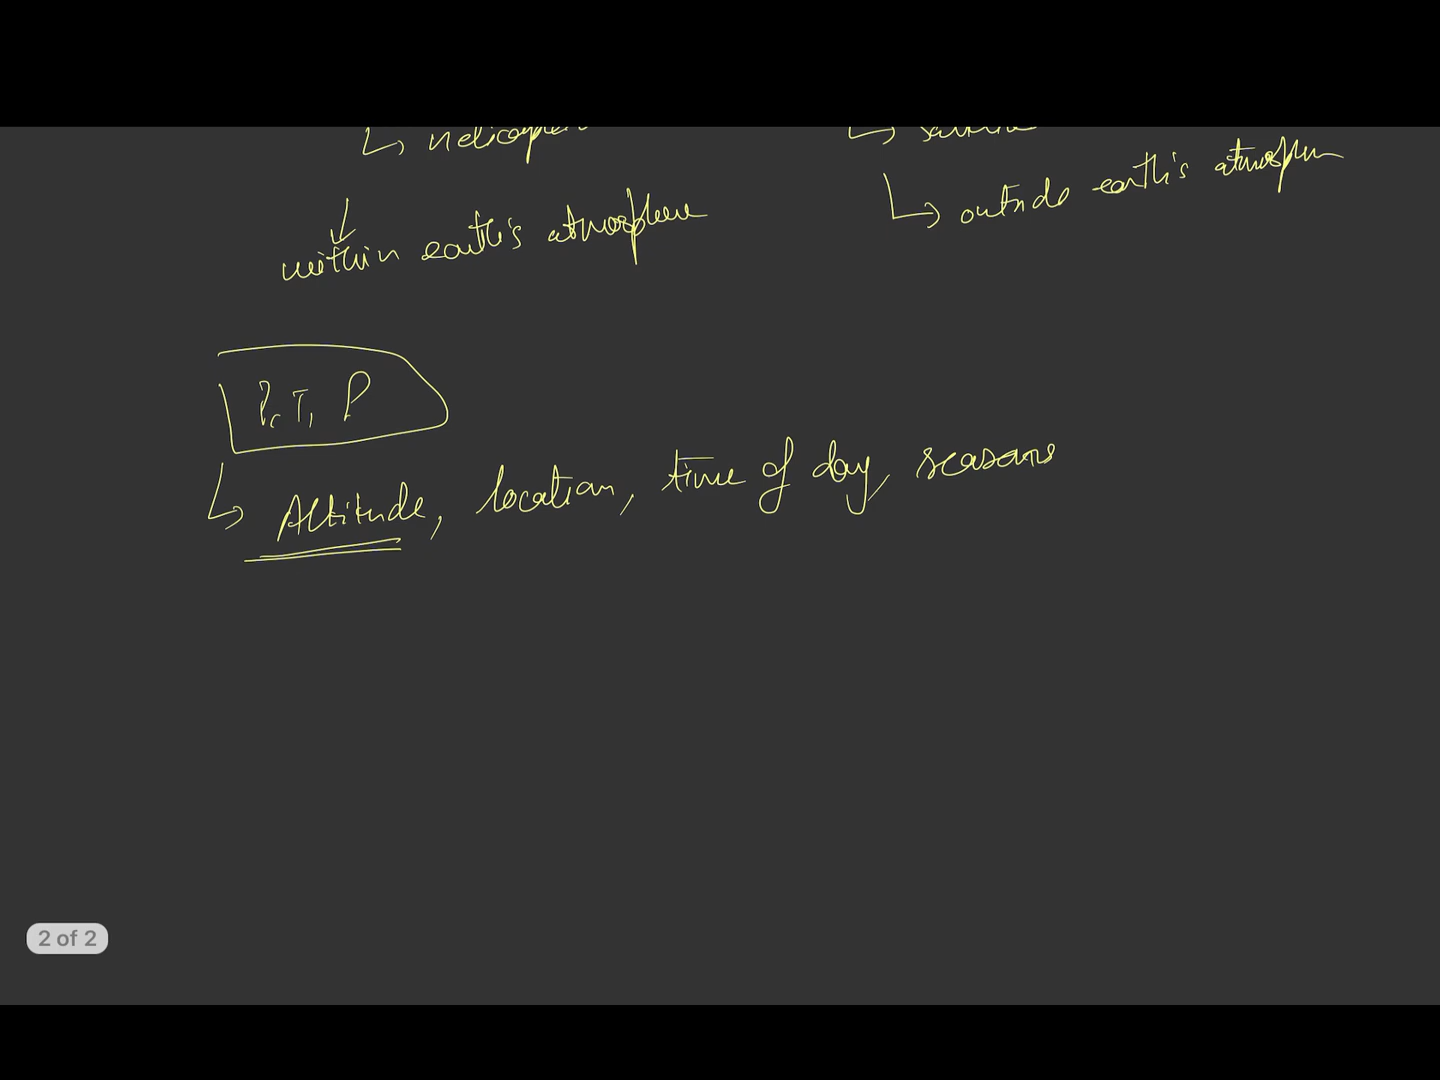 ↳ helicopter
↳ outside earth's atmosphere
↓
within earth's atmosphere
P, T, ρ
↳ Altitude, location, time of day, seasons
2 of 2